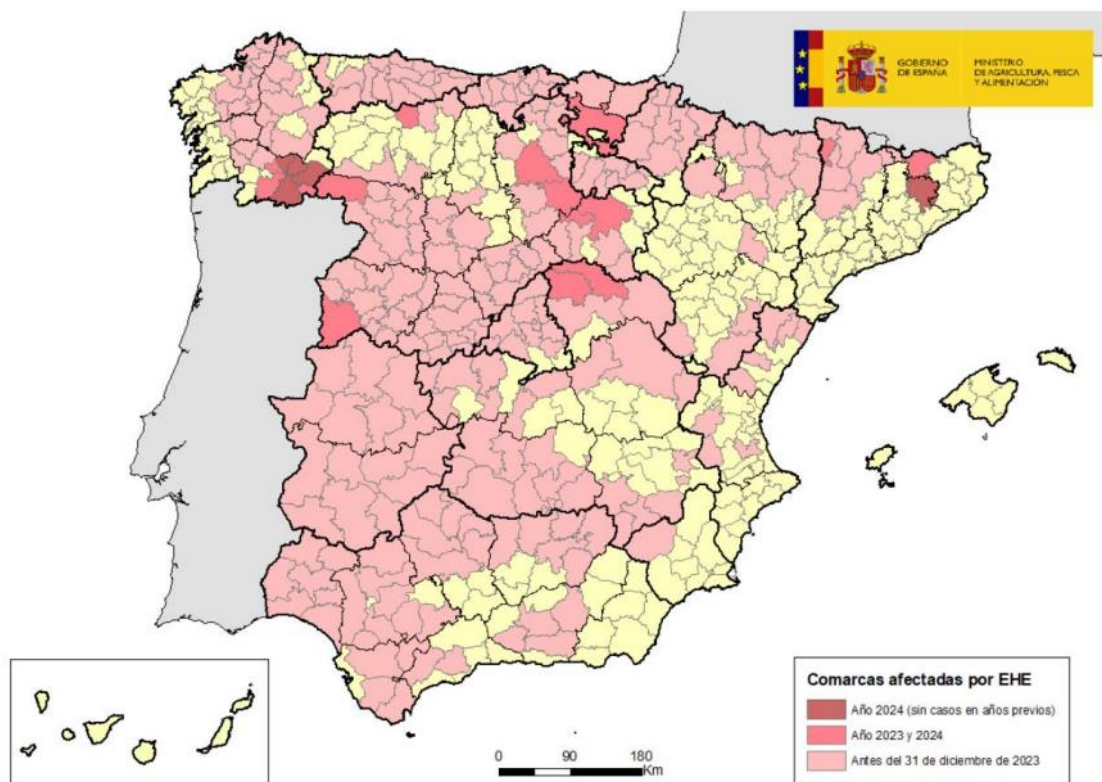 GOBIERNO
DE ESPAÑA
MINISTERIO
DE AGRICULTURA, PESCA
Y ALIMENTACIÓN
Comarcas afectadas por EHE
Año 2024 (sin casos en años previos)
Año 2023 y 2024
Antes del 31 de diciembre de 2023
0 90 180
Km